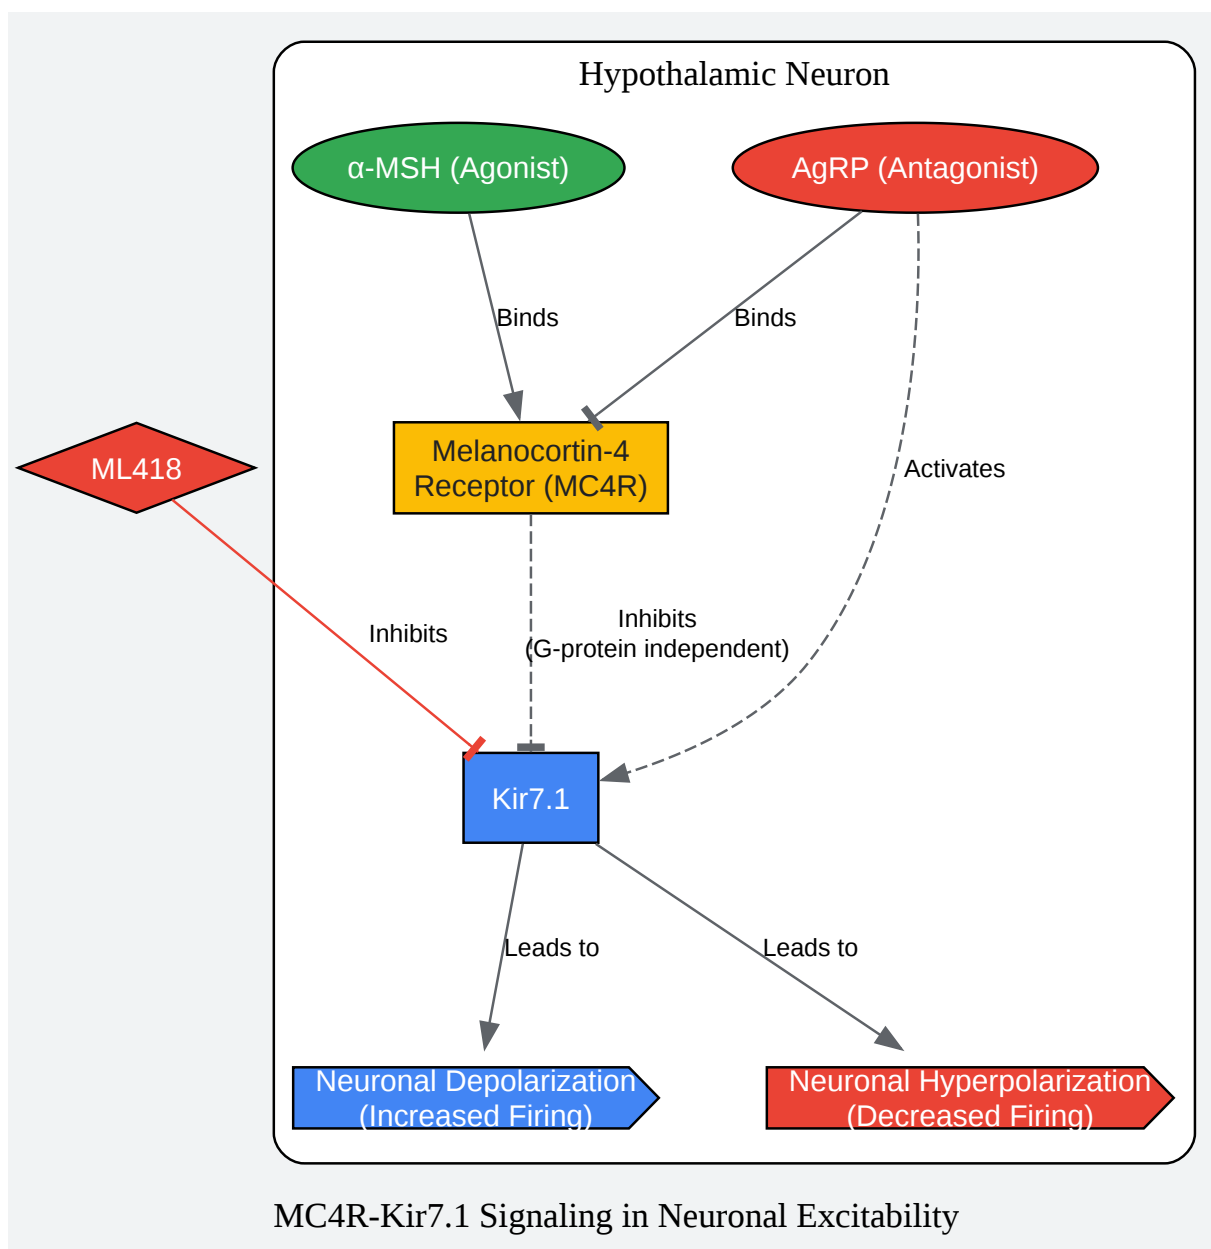 Hypothalamic Neuron
α-MSH (Agonist)
AgRP (Antagonist)
Binds
Binds
Melanocortin-4
Receptor (MC4R)
ML418
Activates
Inhibits
Inhibits
(G-protein independent)
Kir7.1
Leads to
Leads to
Neuronal Depolarization
(Increased Firing)
Neuronal Hyperpolarization
(Decreased Firing)
MC4R-Kir7.1 Signaling in Neuronal Excitability